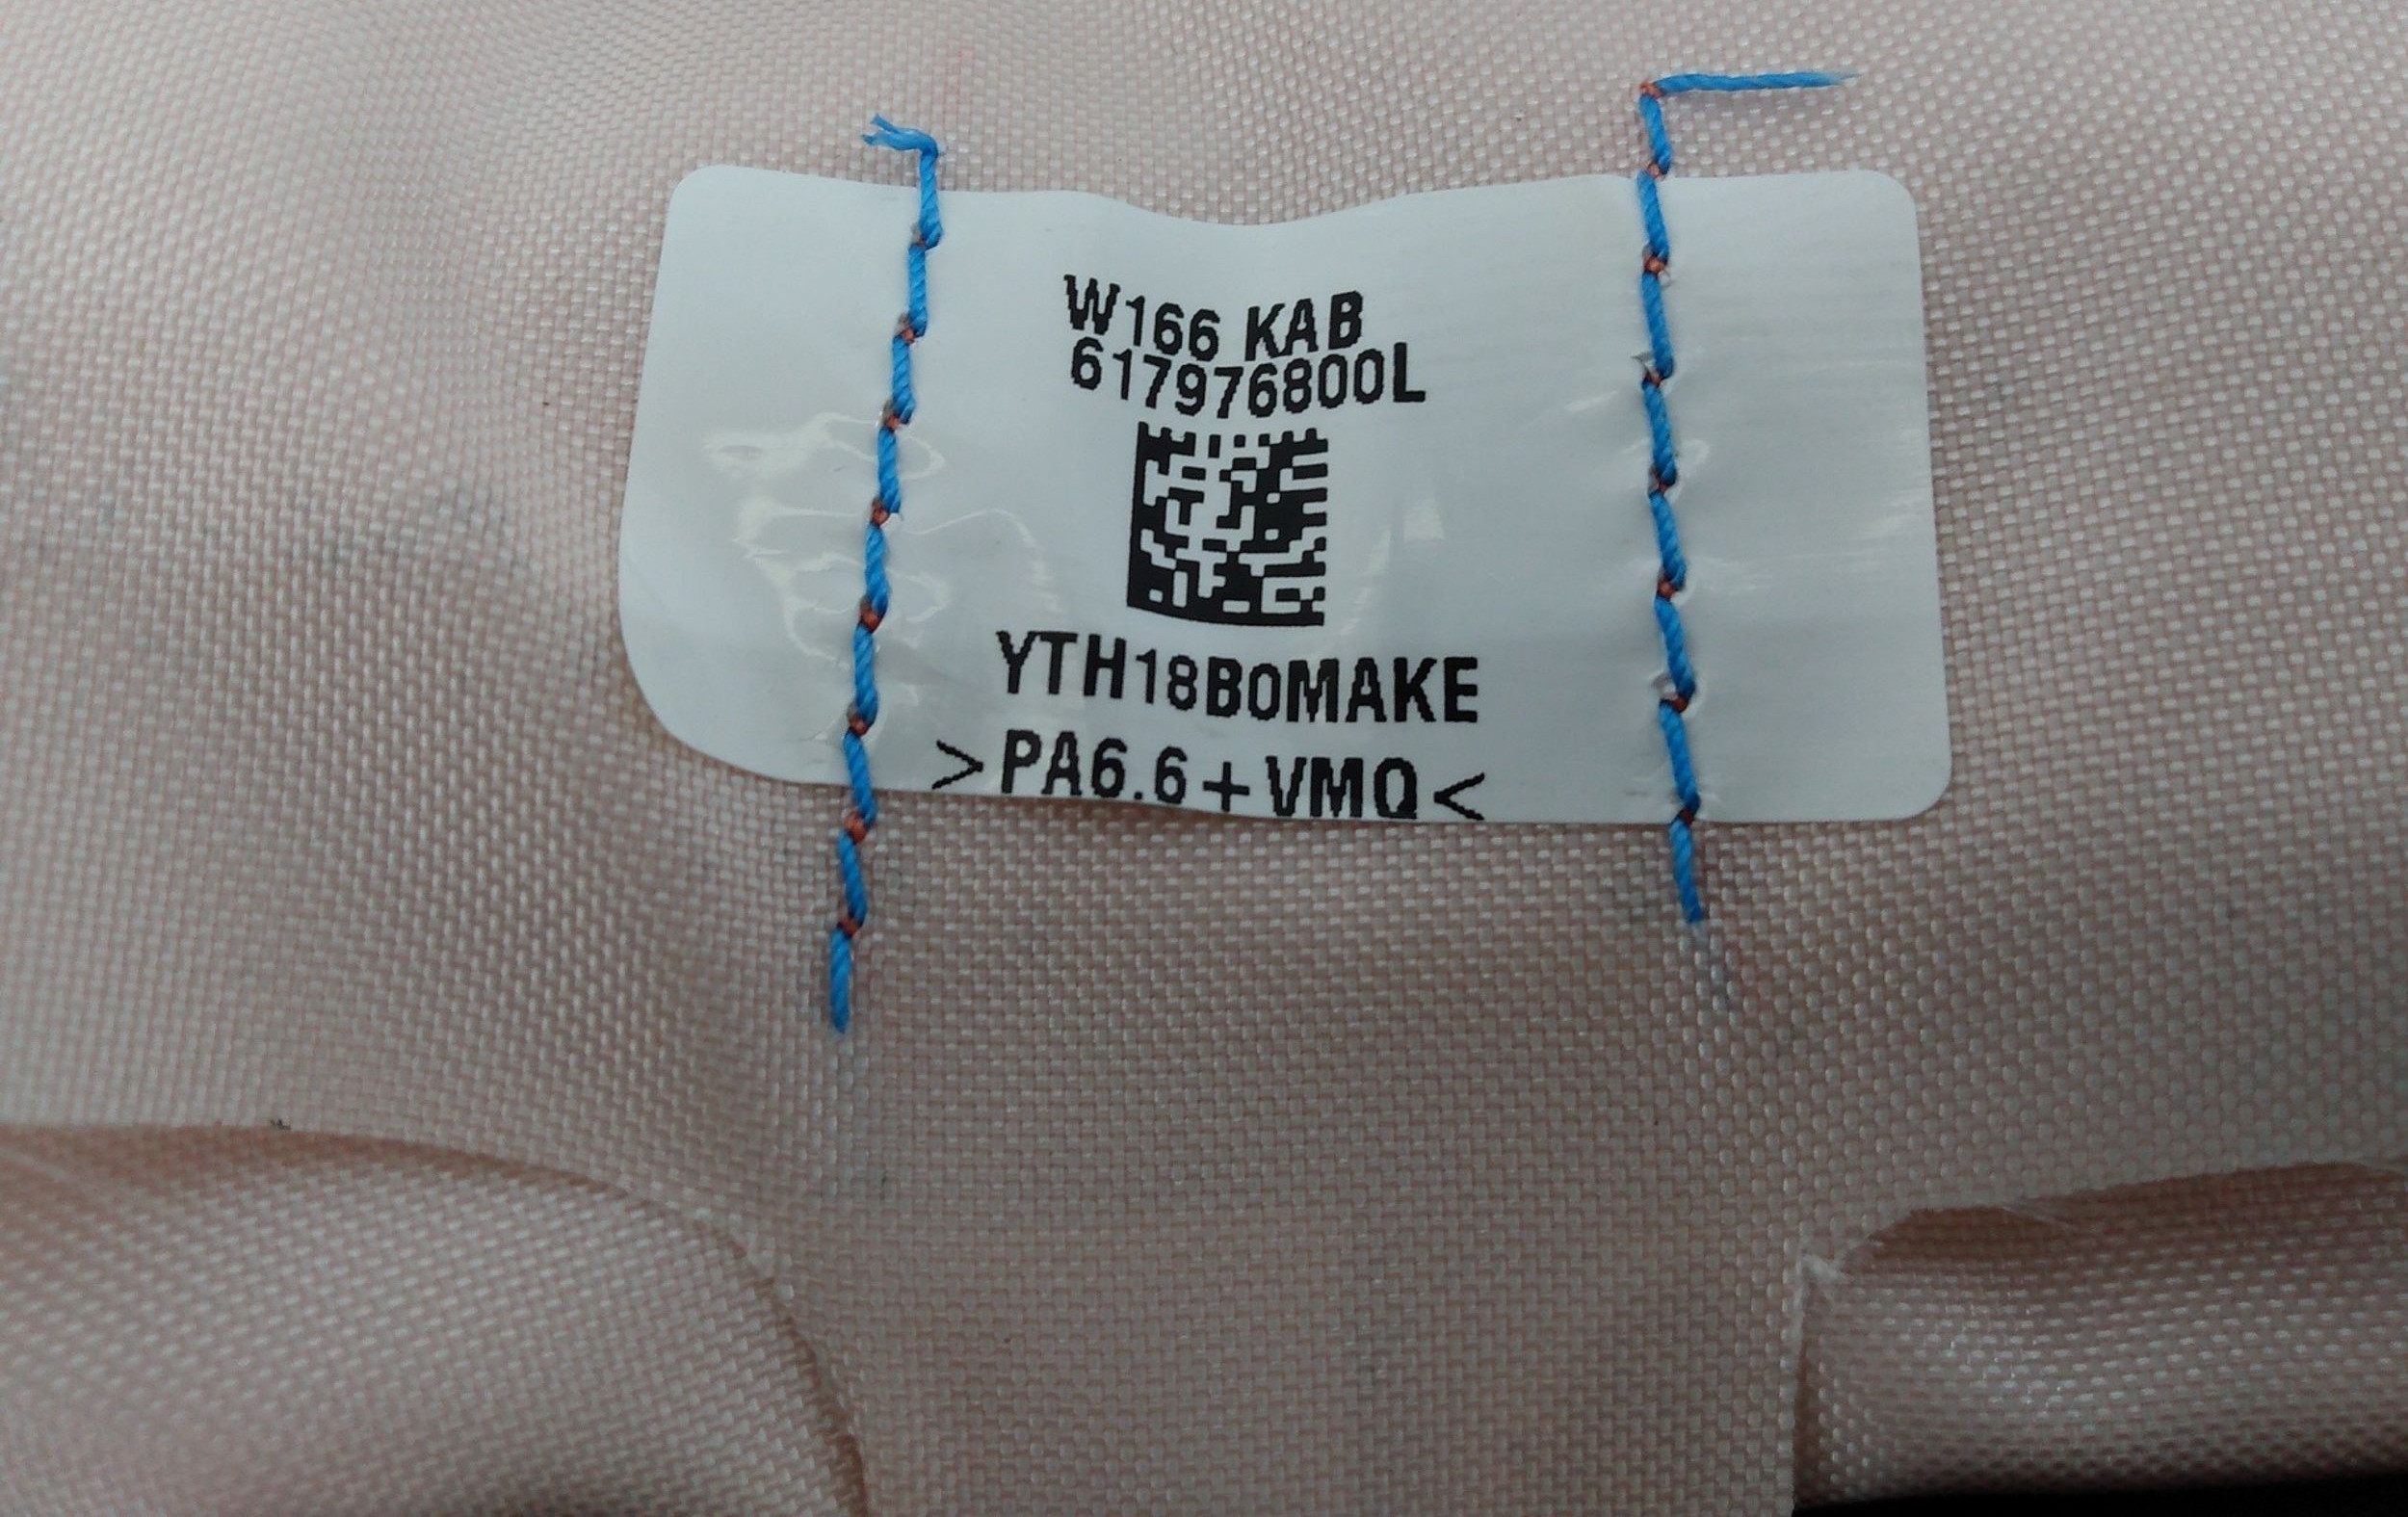 W166 KAB
617976800L
YTH18B0MAKE
>PA6.6+VMQ<